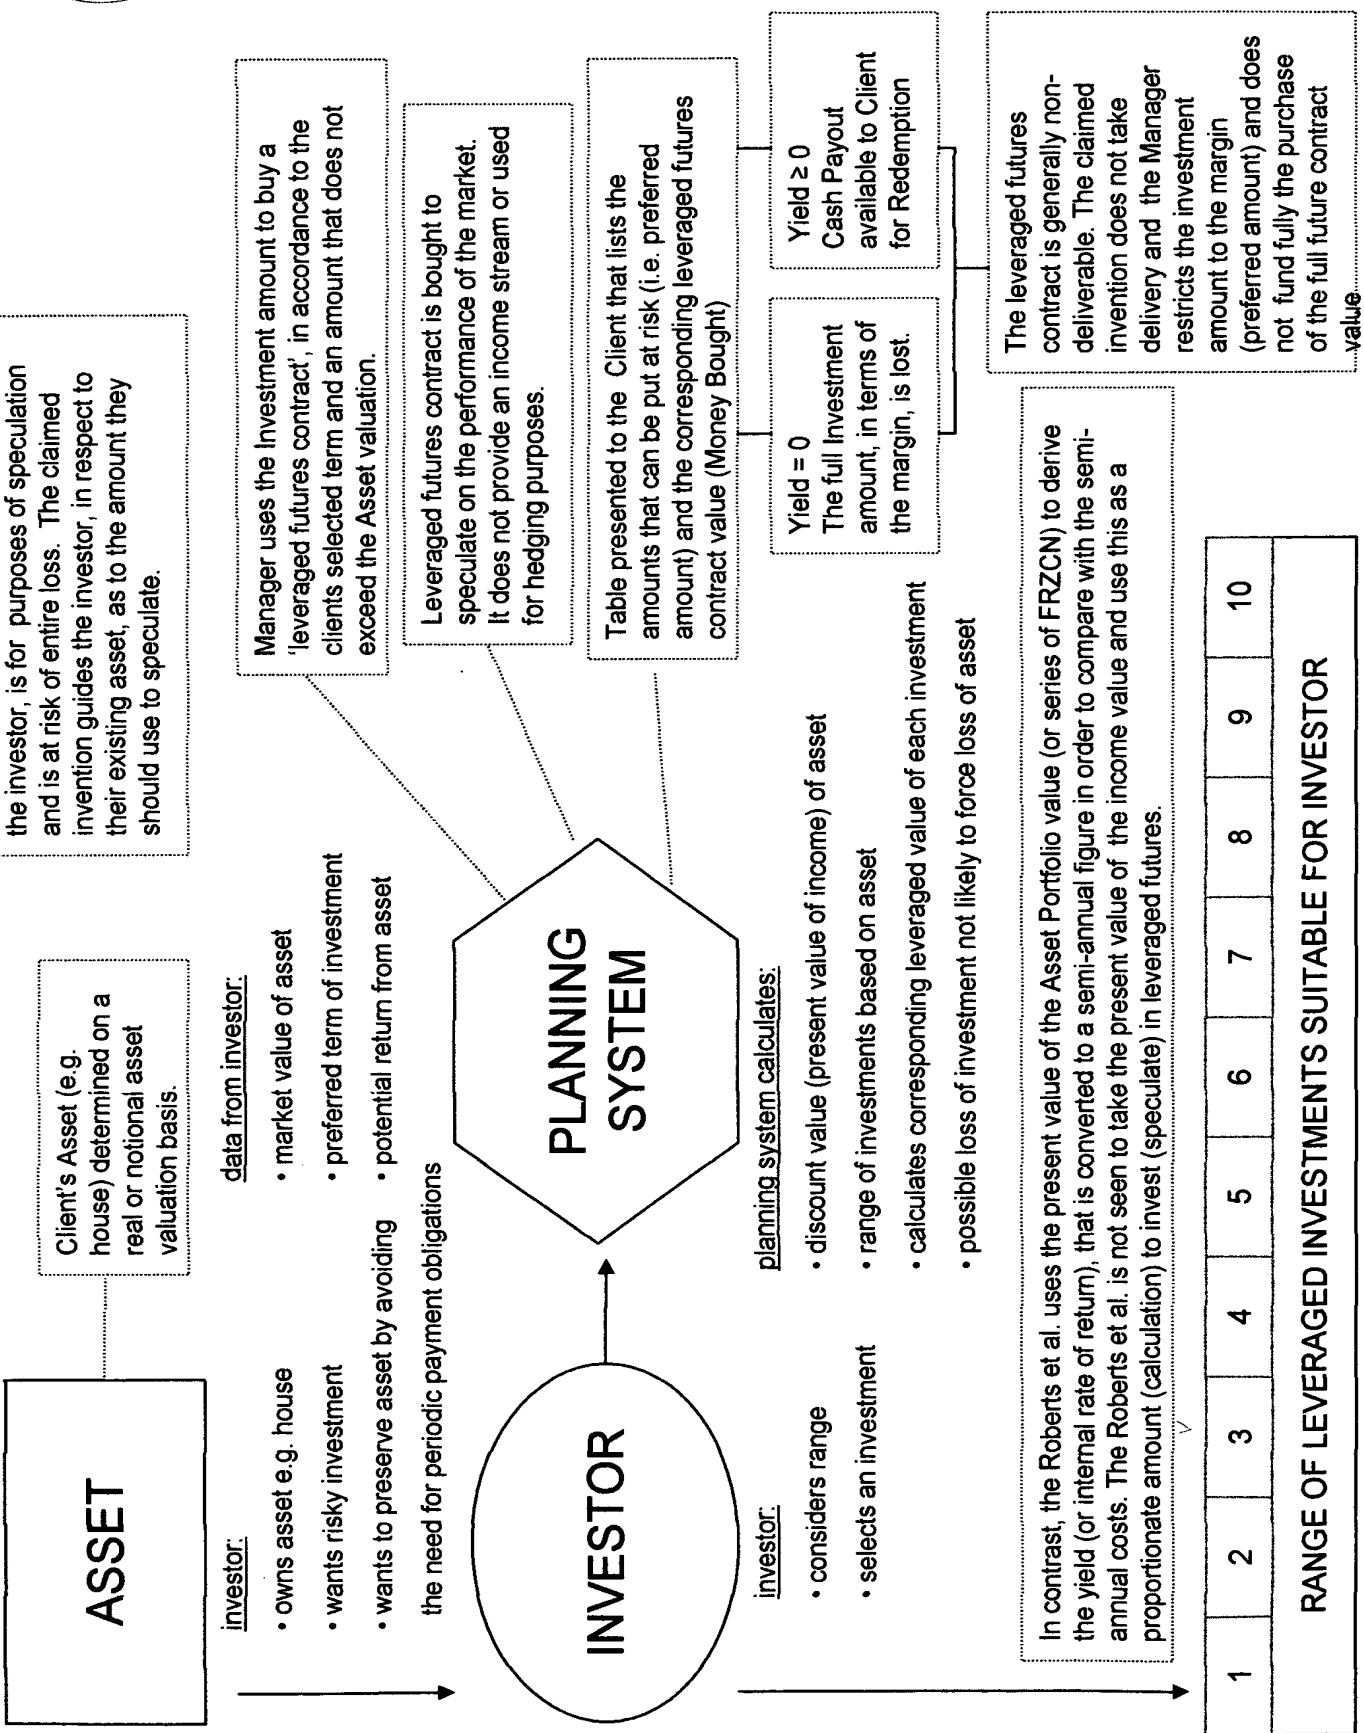 the investor, is for purposes of speculation
and is at risk of entire loss. The claimed
invention guides the investor, in respect to
their existing asset, as to the amount they
should use to speculate.
Client's Asset (e.g.
house) determined on a
real or notional asset
valuation basis.
ASSET
investor:
• owns asset e.g. house
• wants risky investment
• wants to preserve asset by avoiding
the need for periodic payment obligations
data from investor:
• market value of asset
• preferred term of investment
• potential return from asset
Manager uses the Investment amount to buy a
'leveraged futures contract', in accordance to the
clients selected term and an amount that does not
exceed the Asset valuation.
Leveraged futures contract is bought to
speculate on the performance of the market.
It does not provide an income stream or used
for hedging purposes.
Table presented to the Client that lists the
amounts that can be put at risk (i.e. preferred
amount) and the corresponding leveraged futures
contract value (Money Bought)
INVESTOR
PLANNING
SYSTEM
investor:
• considers range
• selects an investment
planning system calculates:
• discount value (present value of income) of asset
• range of investments based on asset
• calculates corresponding leveraged value of each investment
• possible loss of investment not likely to force loss of asset
Yield = 0
The full Investment
amount, in terms of
the margin, is lost.
Yield ≥ 0
Cash Payout
available to Client
for Redemption
The leveraged futures
contract is generally non-
deliverable. The claimed
invention does not take
delivery and the Manager
restricts the investment
amount to the margin
(preferred amount) and does
not fund fully the purchase
of the full future contract
value
In contrast, the Roberts et al. uses the present value of the Asset Portfolio value (or series of FRZCN) to derive
the yield (or internal rate of return), that is converted to a semi-annual figure in order to compare with the semi-
annual costs. The Roberts et al. is not seen to take the present value of the income value and use this as a
proportionate amount (calculation) to invest (speculate) in leveraged futures.
1 2 3 4 5 6 7 8 9 10
RANGE OF LEVERAGED INVESTMENTS SUITABLE FOR INVESTOR